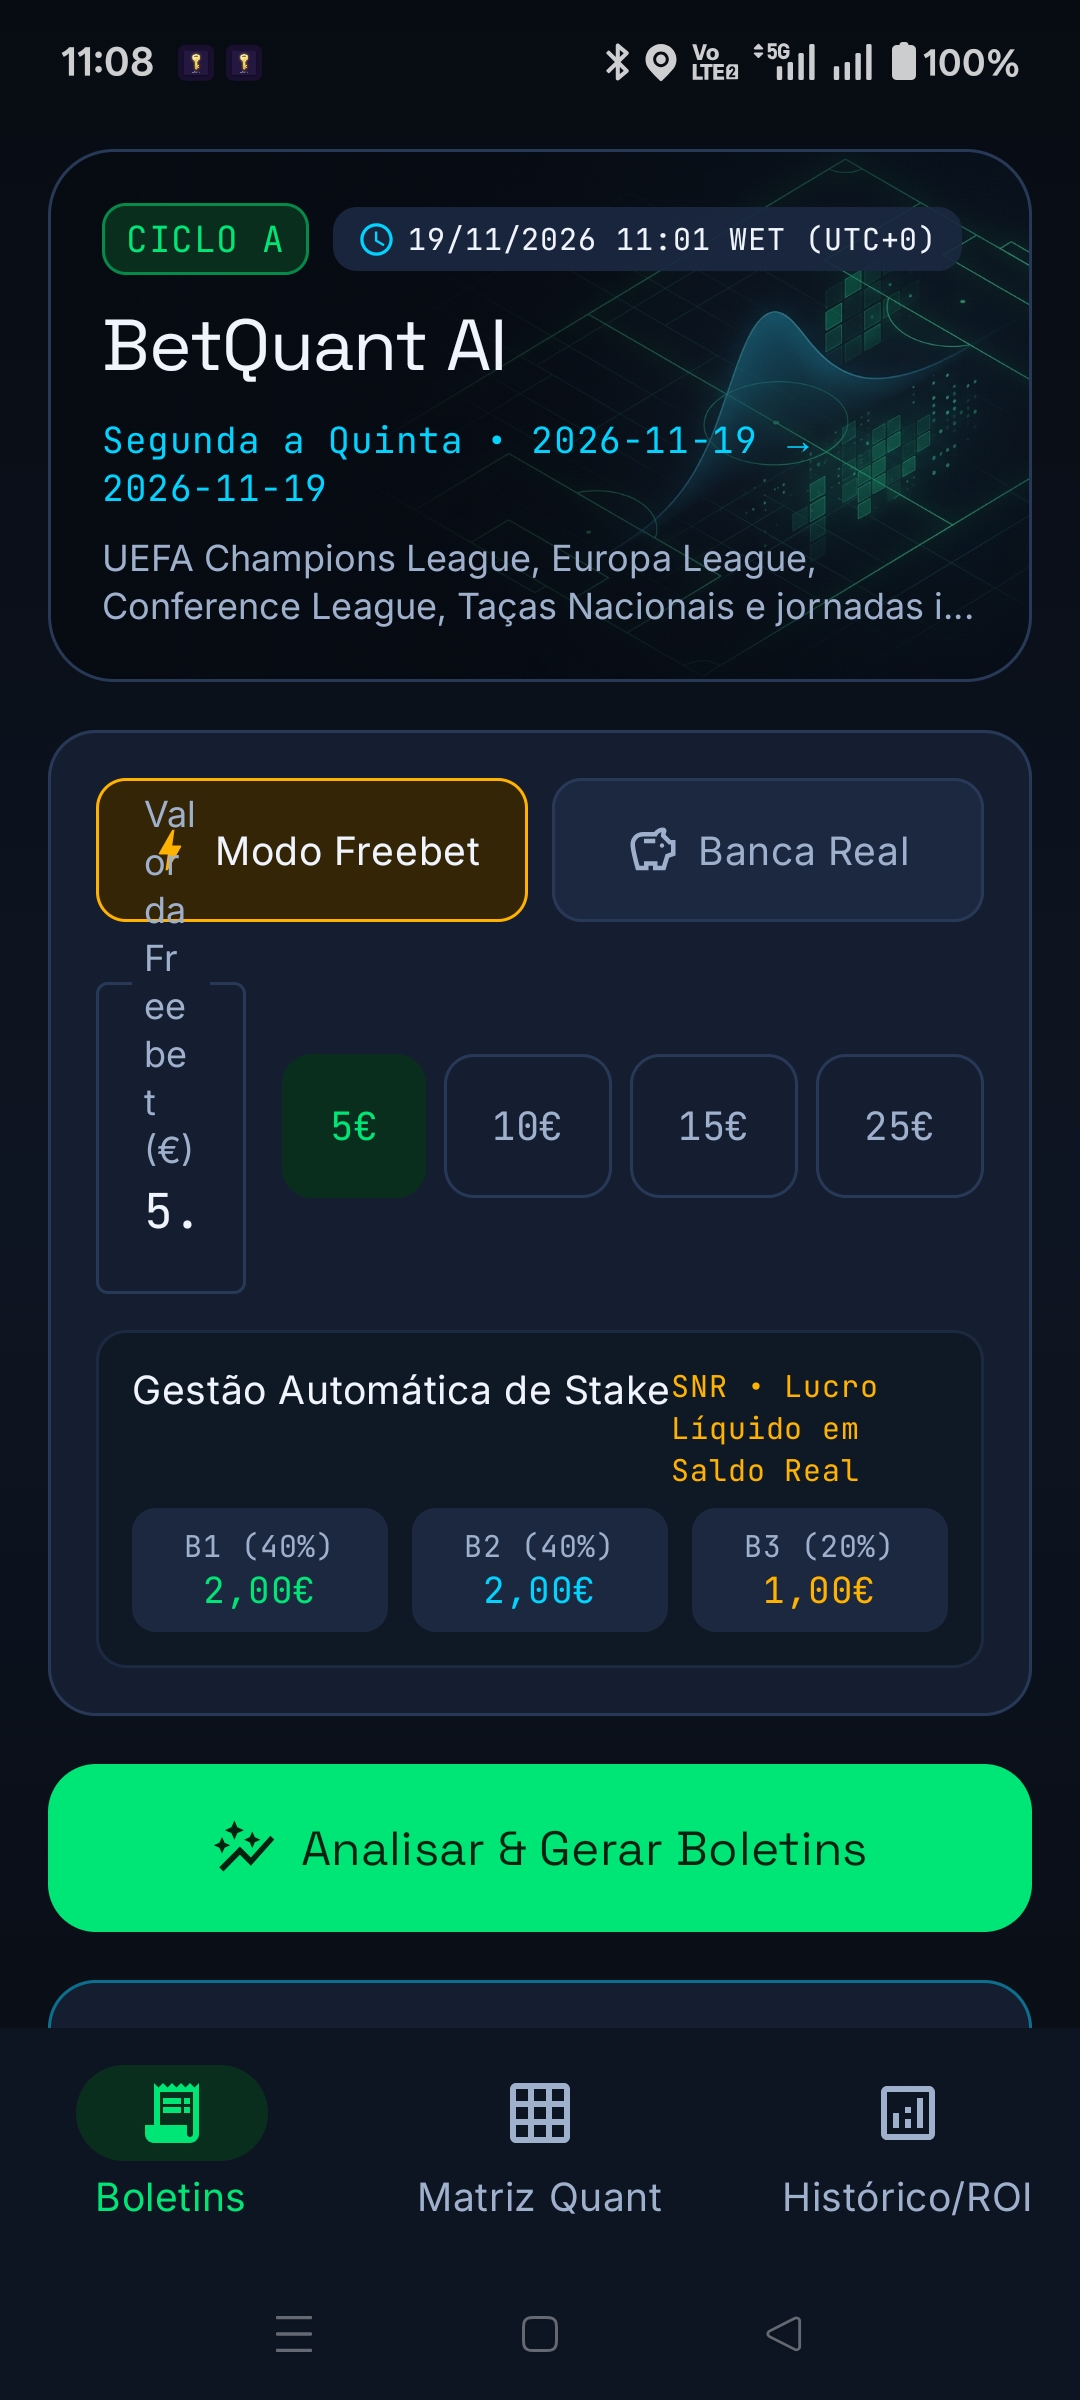 11:08
Vo LTE2 5G 100%
CICLO A
19/11/2026 11:01 WET (UTC+0)
BetQuant AI
Segunda a Quinta • 2026-11-19 →
2026-11-19
UEFA Champions League, Europa League,
Conference League, Taças Nacionais e jornadas i...
Modo Freebet
Banca Real
Val
or
da
Fr
ee
be
t
(€)
5.
5€
10€
15€
25€
Gestão Automática de Stake
SNR • Lucro
Líquido em
Saldo Real
B1 (40%)
2,00€
B2 (40%)
2,00€
B3 (20%)
1,00€
Analisar & Gerar Boletins
Boletins
Matriz Quant
Histórico/ROI